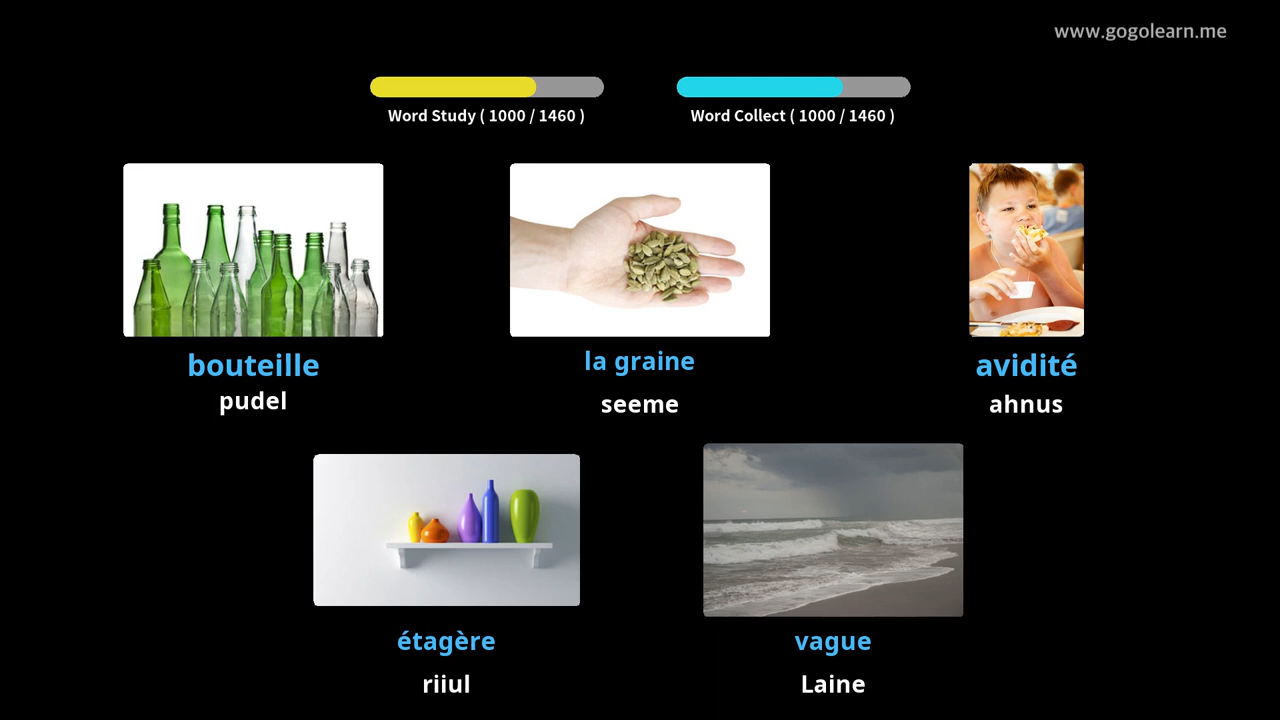 www.gogolearn.me
Word Study ( 1000 / 1460 )
Word Collect ( 1000 / 1460 )
bouteille
pudel
la graine
seeme
avidité
ahnus
étagère
riiul
vague
Laine